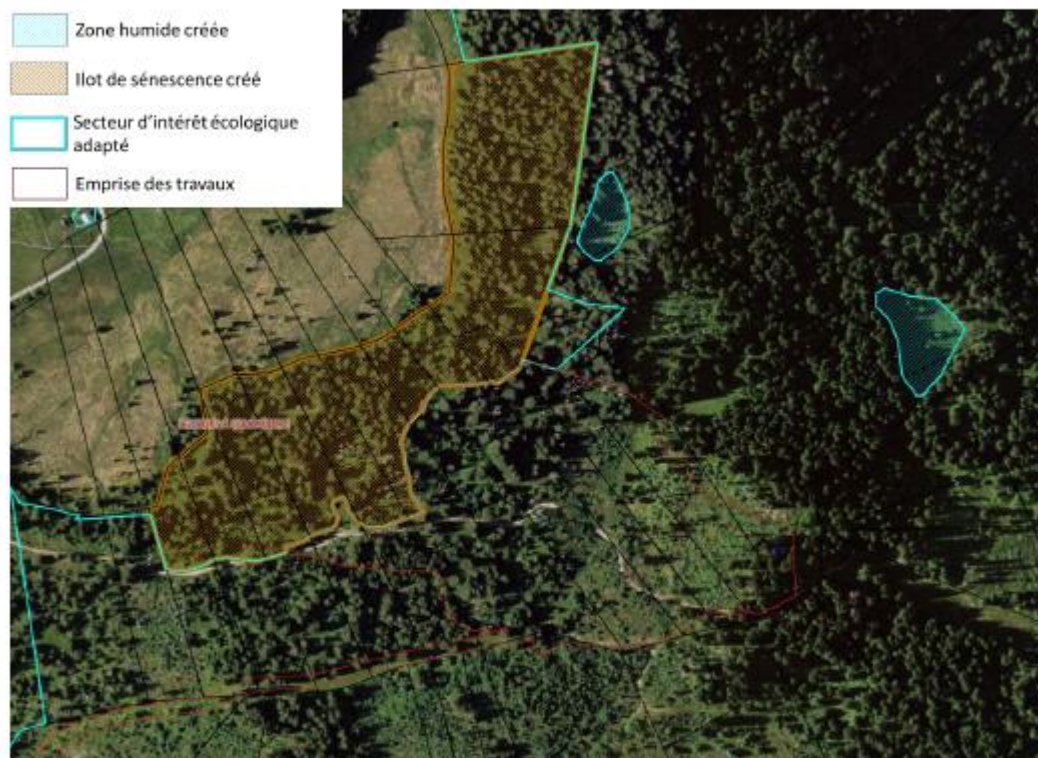 Zone humide créée
Ilot de sénescence créé
Secteur d'intérêt écologique
adapté
Emprise des travaux